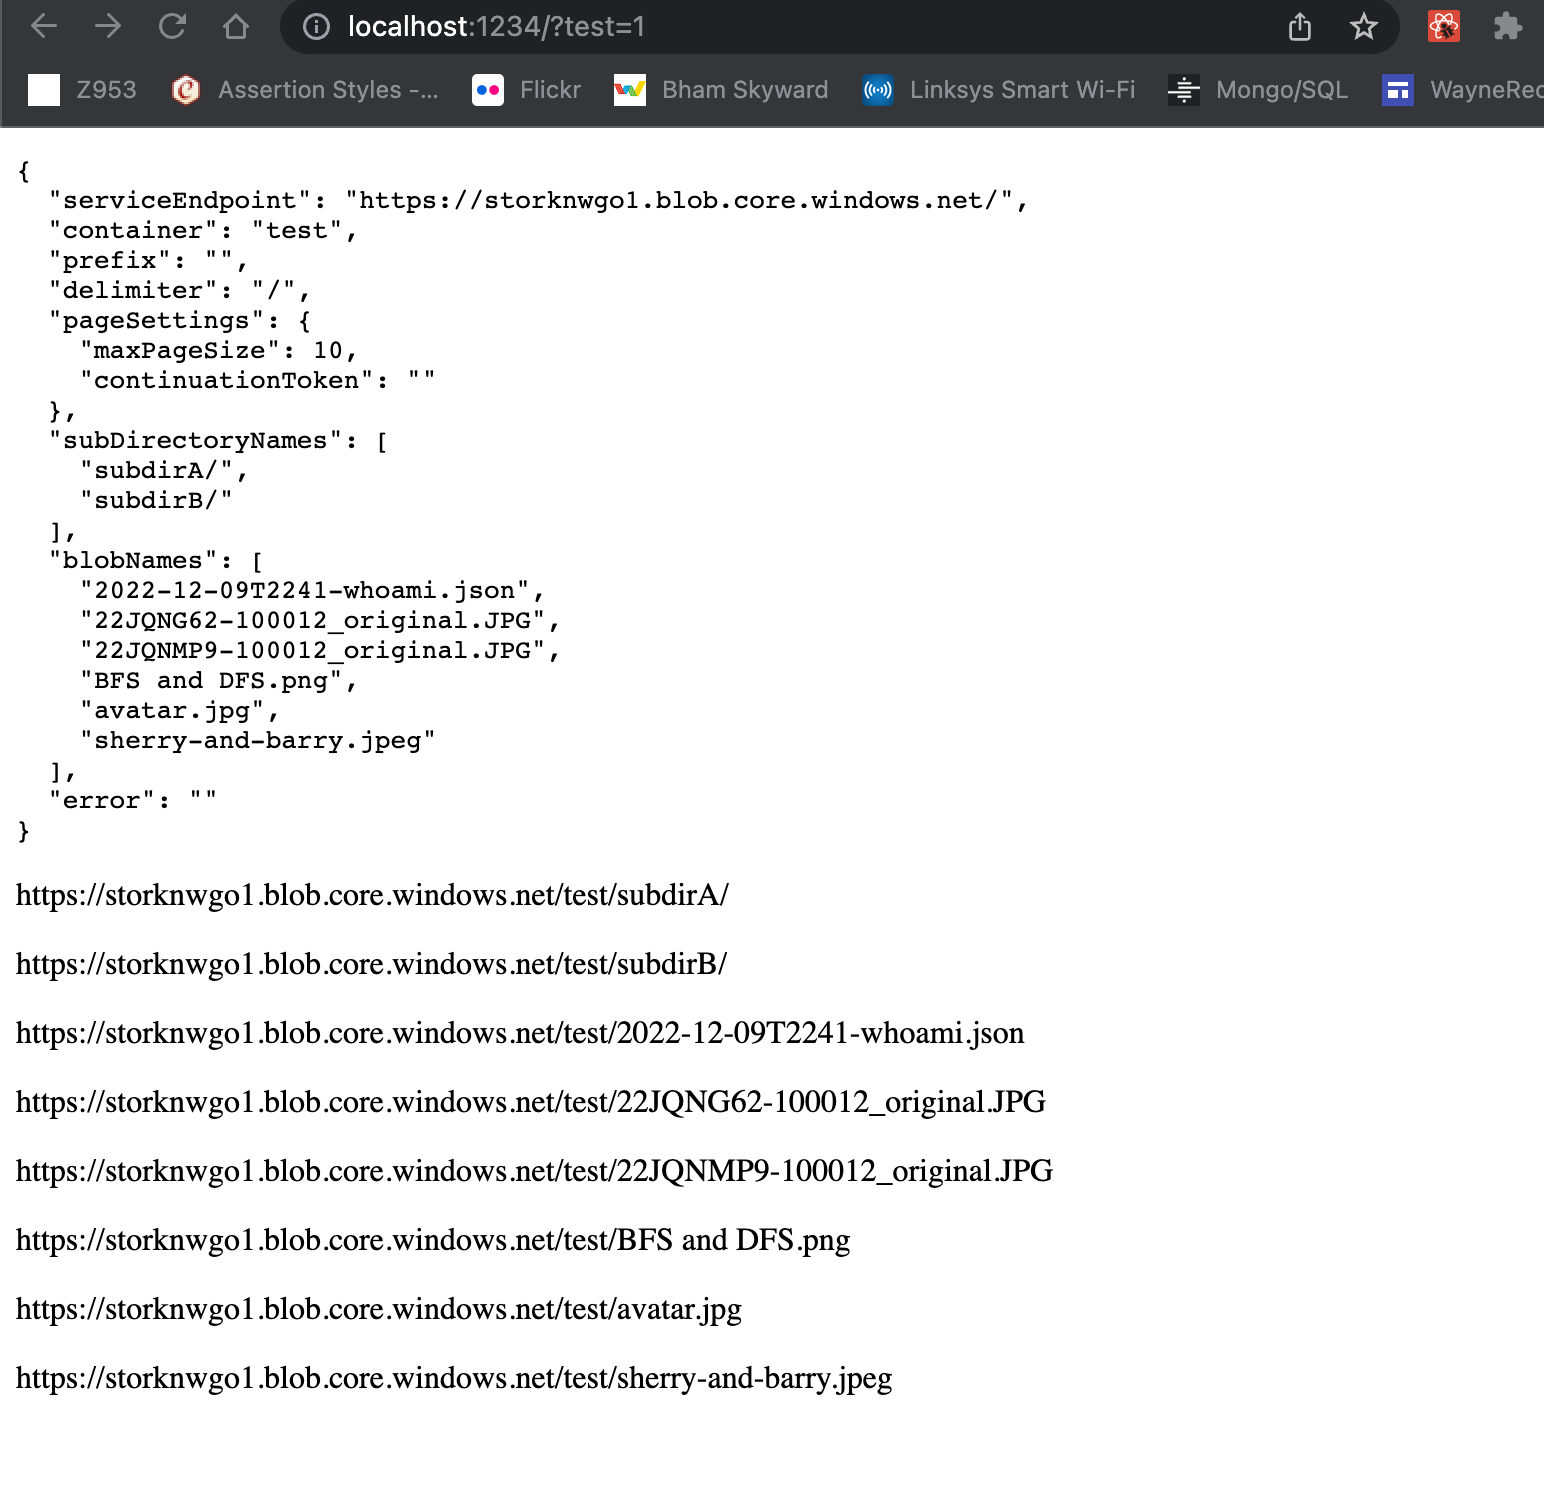 localhost:1234/?test=1
Z953 Assertion Styles -... Flickr Bham Skyward Linksys Smart Wi-Fi Mongo/SQL WayneRec
{
  "serviceEndpoint": "https://storknwgo1.blob.core.windows.net/",
  "container": "test",
  "prefix": "",
  "delimiter": "/",
  "pageSettings": {
    "maxPageSize": 10,
    "continuationToken": ""
  },
  "subDirectoryNames": [
    "subdirA/",
    "subdirB/"
  ],
  "blobNames": [
    "2022-12-09T2241-whoami.json",
    "22JQNG62-100012_original.JPG",
    "22JQNMP9-100012_original.JPG",
    "BFS and DFS.png",
    "avatar.jpg",
    "sherry-and-barry.jpeg"
  ],
  "error": ""
}
https://storknwgo1.blob.core.windows.net/test/subdirA/
https://storknwgo1.blob.core.windows.net/test/subdirB/
https://storknwgo1.blob.core.windows.net/test/2022-12-09T2241-whoami.json
https://storknwgo1.blob.core.windows.net/test/22JQNG62-100012_original.JPG
https://storknwgo1.blob.core.windows.net/test/22JQNMP9-100012_original.JPG
https://storknwgo1.blob.core.windows.net/test/BFS and DFS.png
https://storknwgo1.blob.core.windows.net/test/avatar.jpg
https://storknwgo1.blob.core.windows.net/test/sherry-and-barry.jpeg